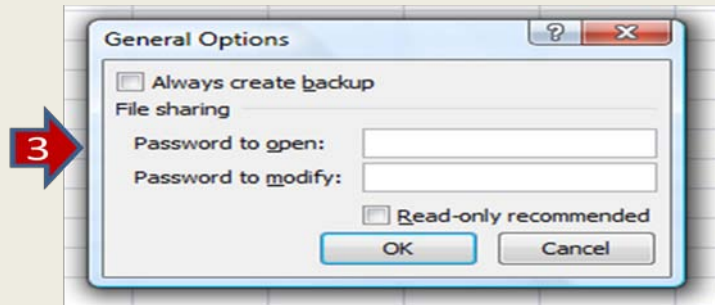 General Options
Always create backup
File sharing
3
Password to open:
Password to modify:
Read-only recommended
OK
Cancel